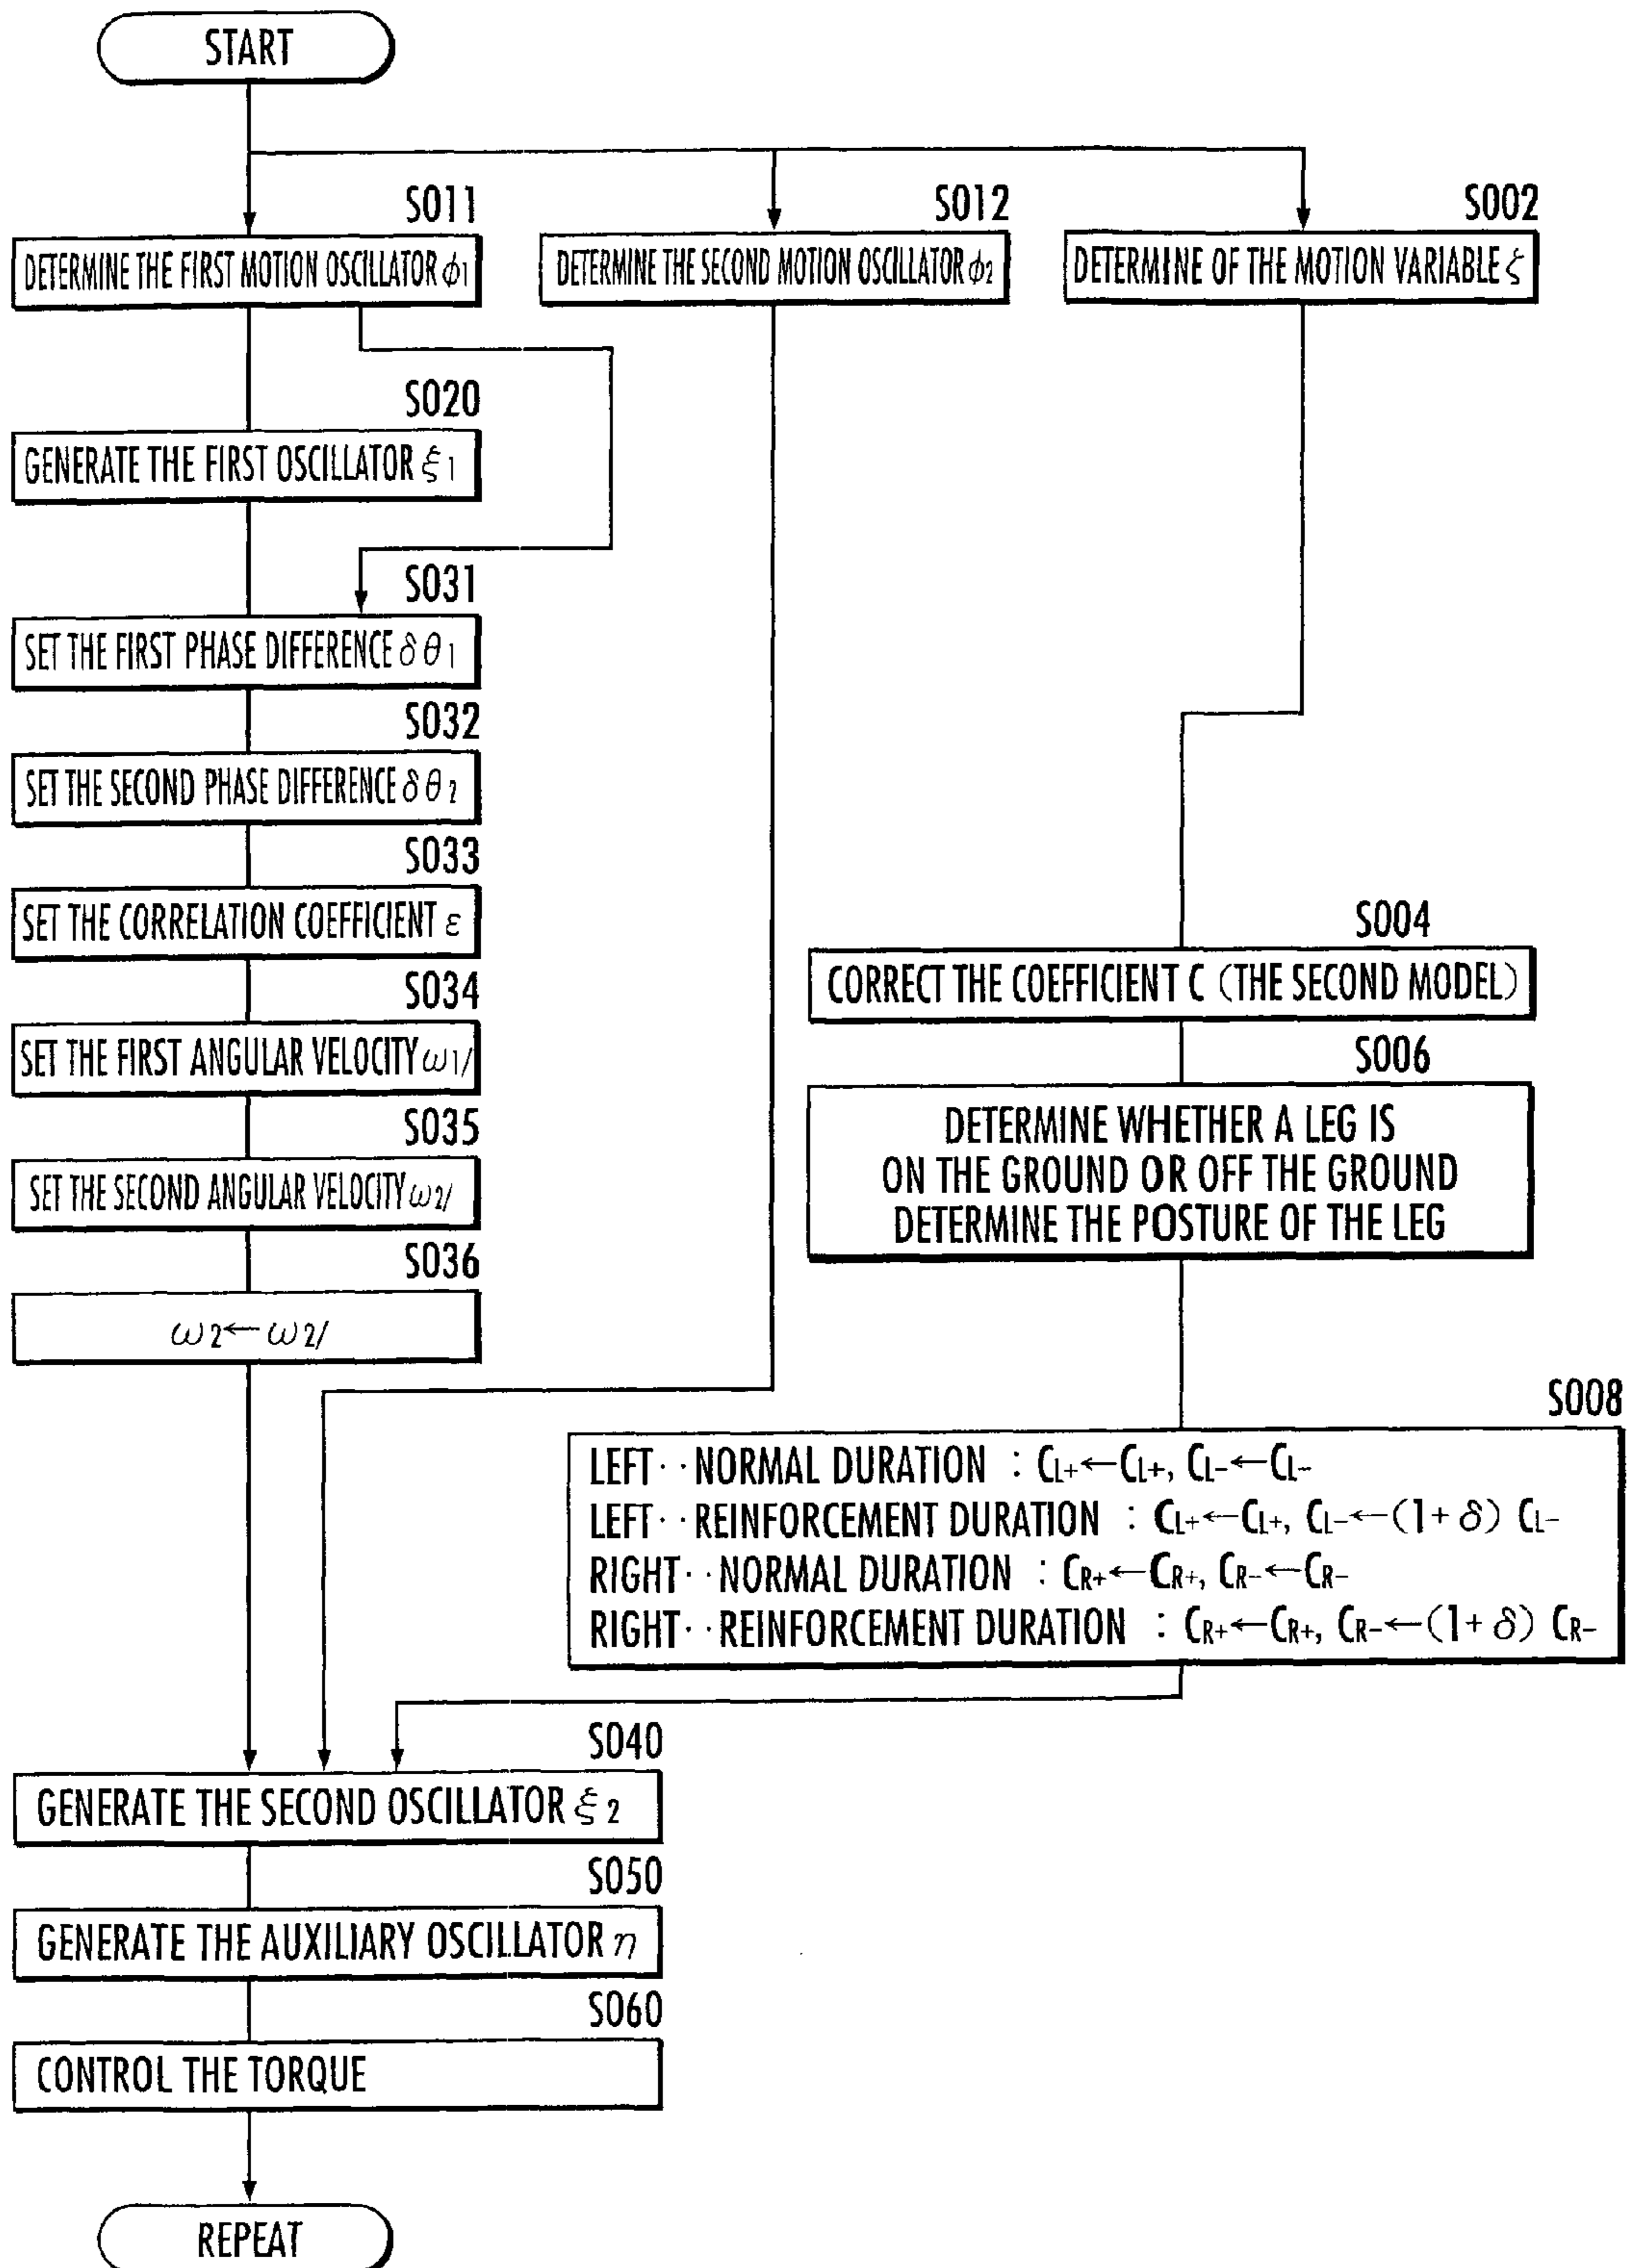 START
S011
DETERMINE THE FIRST MOTION OSCILLATOR ϕ1
S012
DETERMINE THE SECOND MOTION OSCILLATOR ϕ2
S002
DETERMINE OF THE MOTION VARIABLE ζ
S020
GENERATE THE FIRST OSCILLATOR ξ1
S031
SET THE FIRST PHASE DIFFERENCE δθ1
S032
SET THE SECOND PHASE DIFFERENCE δθ2
S033
SET THE CORRELATION COEFFICIENT ε
S034
SET THE FIRST ANGULAR VELOCITY ω1/
S035
SET THE SECOND ANGULAR VELOCITY ω2/
S036
ω2←ω2/
S004
CORRECT THE COEFFICIENT C (THE SECOND MODEL)
S006
DETERMINE WHETHER A LEG IS
ON THE GROUND OR OFF THE GROUND
DETERMINE THE POSTURE OF THE LEG
S008
LEFT··NORMAL DURATION : CL+←CL+, CL-←CL-
LEFT··REINFORCEMENT DURATION : CL+←CL+, CL-←(1+δ) CL-
RIGHT··NORMAL DURATION : CR+←CR+, CR-←CR-
RIGHT··REINFORCEMENT DURATION : CR+←CR+, CR-←(1+δ) CR-
S040
GENERATE THE SECOND OSCILLATOR ξ2
S050
GENERATE THE AUXILIARY OSCILLATOR η
S060
CONTROL THE TORQUE
REPEAT